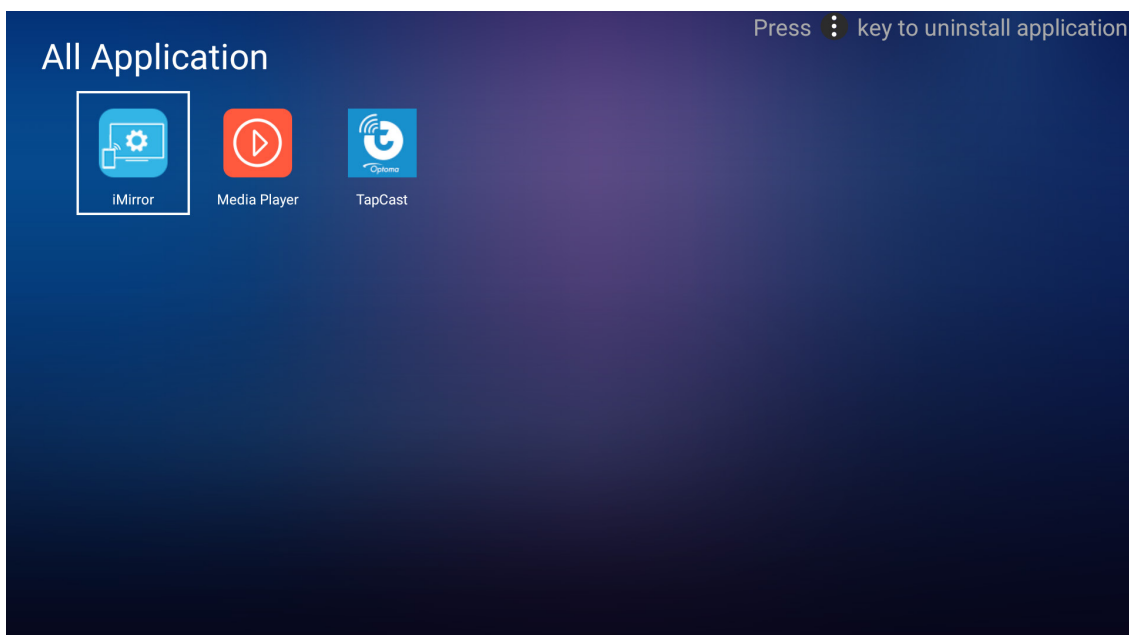 Press key to uninstall application
All Application
Optoma
iMirror Media Player TapCast